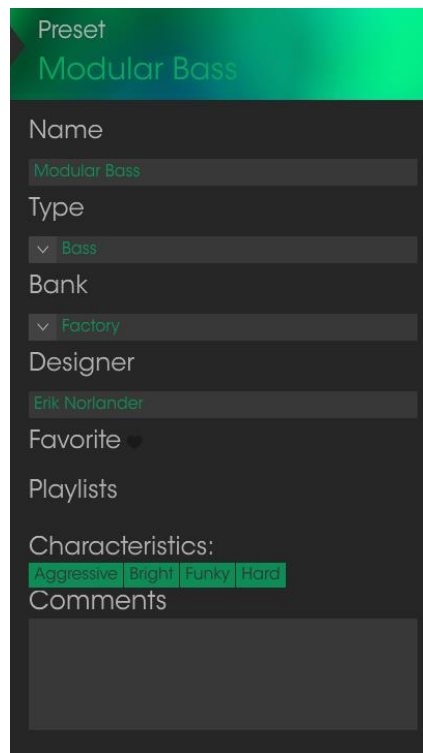 Preset
Modular Bass
Name
Modular Bass
Type
Bass
Bank
Factory
Designer
Erik Norlander
Favorite
Playlists
Characteristics:
Aggressive Bright Funky Hard
Comments